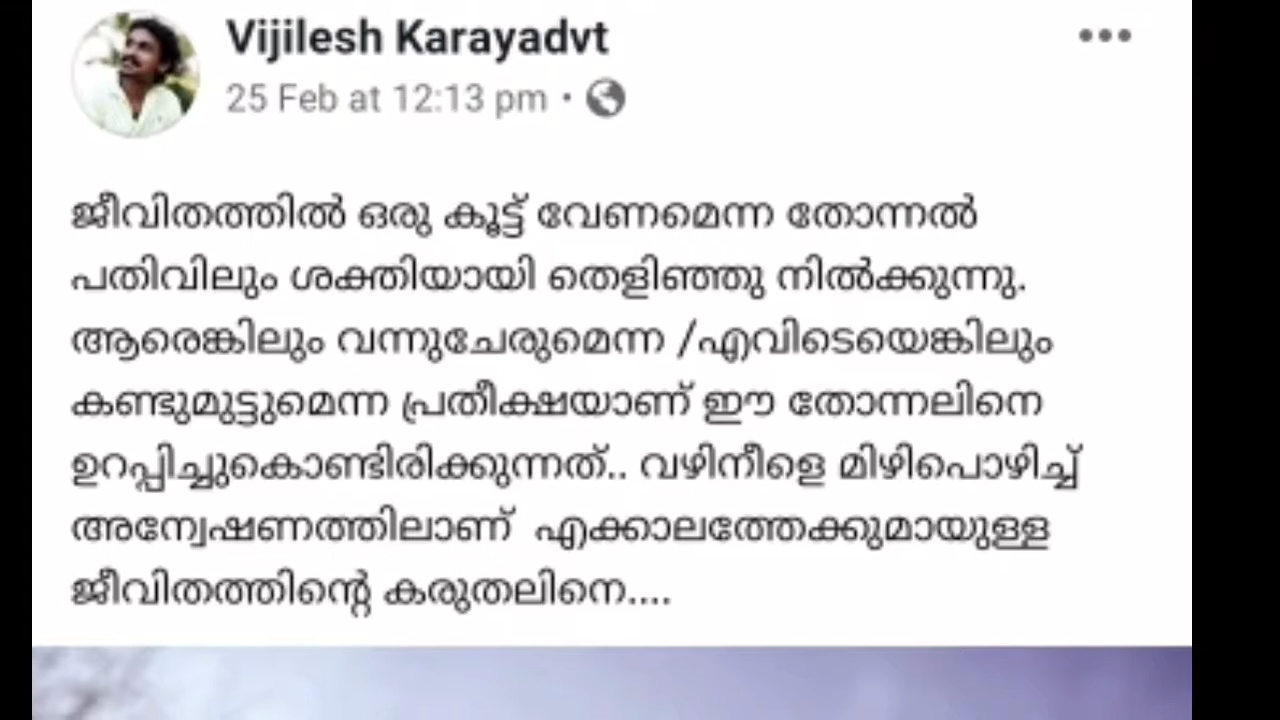 Vijilesh Karayadvt
25 Feb at 12:13 pm ·
ജീവിതത്തിൽ ഒരു കൂട്ട് വേണമെന്ന തോന്നൽ
പതിവിലും ശക്തിയായി തെളിഞ്ഞു നിൽക്കുന്നു.
ആരെങ്കിലും വന്നുചേരുമെന്ന /എവിടെയെങ്കിലും
കണ്ടുമുട്ടുമെന്ന പ്രതീക്ഷയാണ് ഈ തോന്നലിനെ
ഉറപ്പിച്ചുകൊണ്ടിരിക്കുന്നത്.. വഴിനീളെ മിഴിപൊഴിച്ച്
അന്വേഷണത്തിലാണ് എക്കാലത്തേക്കുമായുള്ള
ജീവിതത്തിന്റെ കരുതലിനെ....